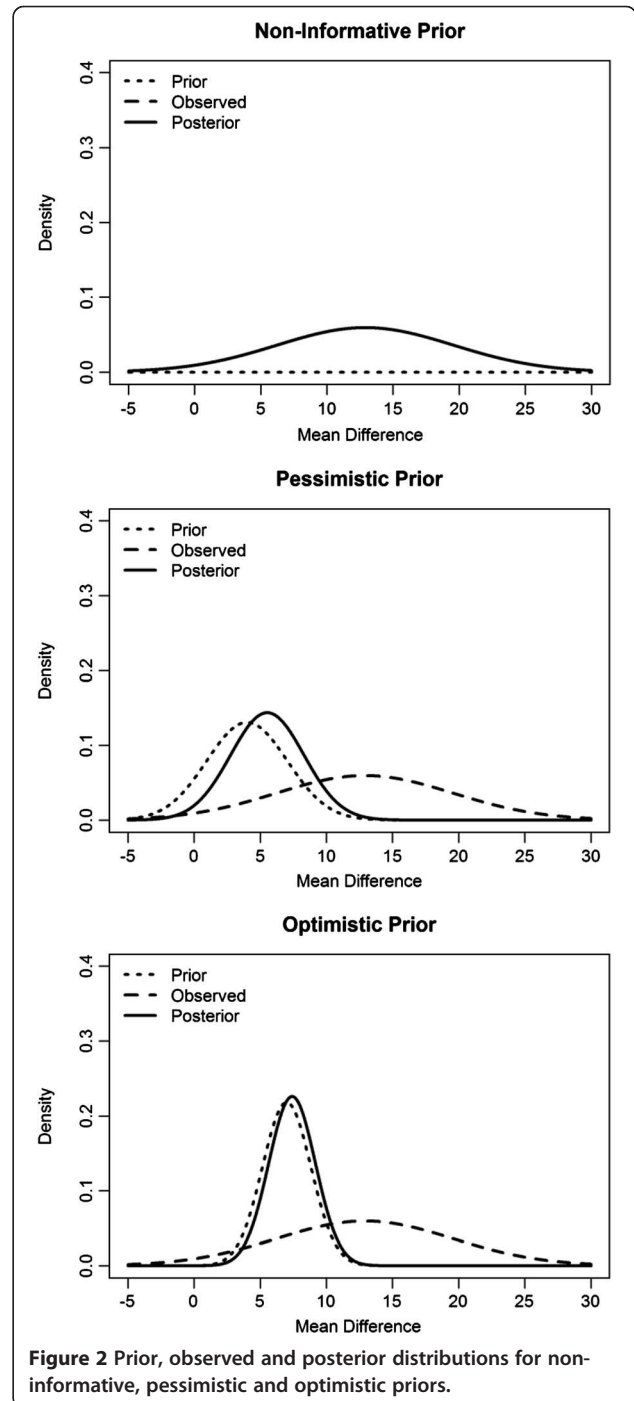 Non-Informative Prior
Prior
Observed
Posterior
Density
0.0 0.1 0.2 0.3 0.4
-5 0 5 10 15 20 25 30
Mean Difference
Pessimistic Prior
Prior
Observed
Posterior
Density
0.0 0.1 0.2 0.3 0.4
-5 0 5 10 15 20 25 30
Mean Difference
Optimistic Prior
Prior
Observed
Posterior
Density
0.0 0.1 0.2 0.3 0.4
-5 0 5 10 15 20 25 30
Mean Difference
Figure 2 Prior, observed and posterior distributions for non-
informative, pessimistic and optimistic priors.